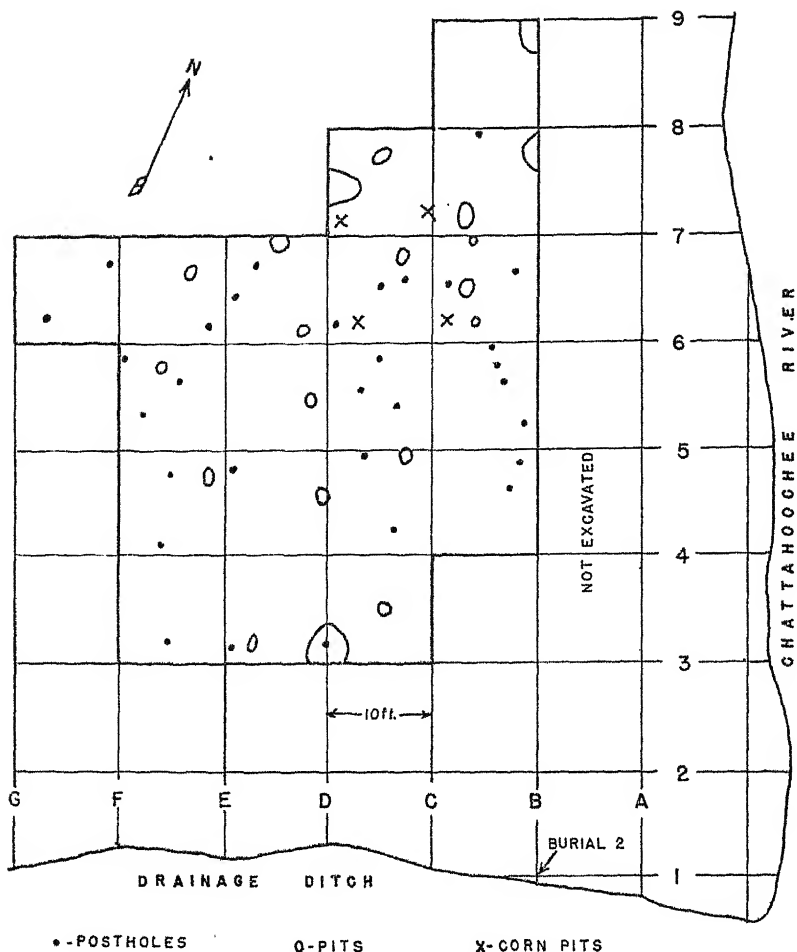 9
N
8
7
6
5
NOT EXCAVATED
4
3
10 ft.
2
G F E D C B A
BURIAL 2
1
DRAINAGE DITCH
CHATTAHOOCHEE RIVER
•-POSTHOLES O-PITS X-CORN PITS